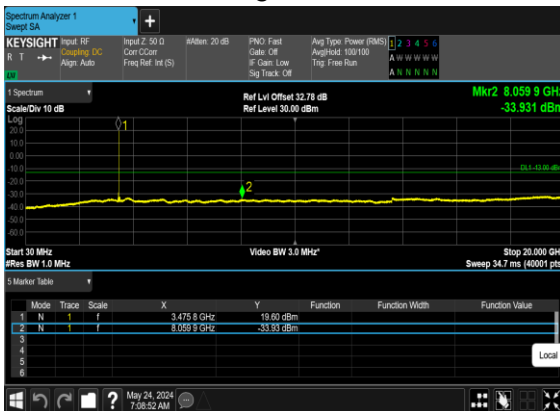 Spectrum Analyzer 1
Swept SA
KEYSIGHT
R T
LV
Input: RF
Coupling: DC
Align: Auto
Input Z: 50 Ω
Corr CCorr
Freq Ref: Int (S)
#Atten: 20 dB
PNO: Fast
Gate: Off
IF Gain: Low
Sig Track: Off
Avg Type: Power (RMS)
Avg|Hold: 100/100
Trig: Free Run
1 2 3 4 5 6
A W W W W W
A N N N N N
1 Spectrum
Scale/Div 10 dB
Ref Lvl Offset 32.78 dB
Ref Level 30.00 dBm
Mkr2 8.059 9 GHz
-33.931 dBm
Log
20.0
10.0
0.00
-10.0
-20.0
-30.0
-40.0
-50.0
-60.0
1
2
DL1 -13.00 dBm
Start 30 MHz
#Res BW 1.0 MHz
Video BW 3.0 MHz*
Stop 20.000 GHz
Sweep 34.7 ms (40001 pts)
5 Marker Table
Mode Trace Scale X Y Function Function Width Function Value
1 N 1 f 3.475 8 GHz 19.60 dBm
2 N 1 f 8.059 9 GHz -33.93 dBm
3
4
5
6
Local
?
May 24, 2024
7:08:52 AM